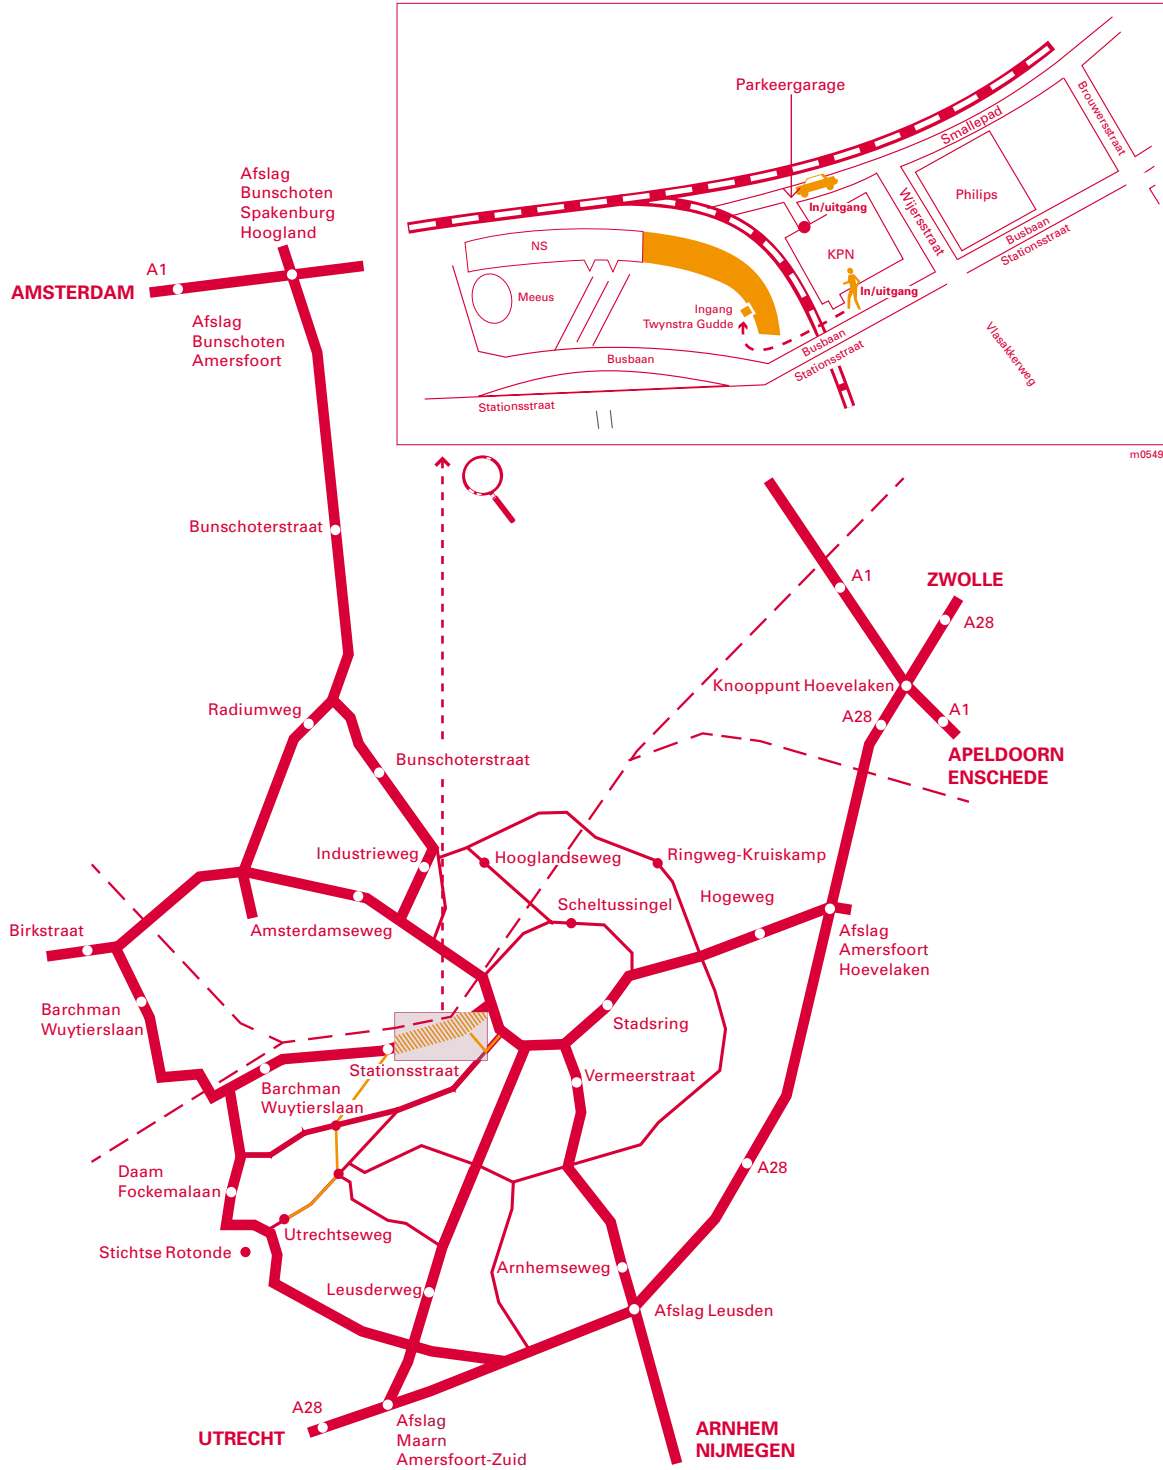 Parkeergarage
Smallepad
Brouwersstraat
Philips
Wijersstraat
In/uitgang
KPN
Busbaan
Stationsstraat
In/uitgang
NS
Meeus
Ingang
Twynstra Gudde
Busbaan
Busbaan
Stationsstraat
Stationsstraat
Vlasakkerweg
m0549
Afslag
Bunschoten
Spakenburg
Hoogland
A1
AMSTERDAM
Afslag
Bunschoten
Amersfoort
Bunschoterstraat
A1
ZWOLLE
A28
Knooppunt Hoevelaken
A28
A1
APELDOORN
ENSCHEDE
Radiumweg
Bunschoterstraat
Industrieweg
Hooglandseweg
Ringweg-Kruiskamp
Scheltussingel
Hogeweg
Birkstraat
Amsterdamseweg
Afslag
Amersfoort
Hoevelaken
Barchman
Wuytierslaan
Stadsring
Stationsstraat
Vermeerstraat
Barchman
Wuytierslaan
A28
Daam
Fockemalaan
Utrechtseweg
Stichtse Rotonde
Arnhemseweg
Leusderweg
Afslag Leusden
A28
UTRECHT
Afslag
Maarn
Amersfoort-Zuid
ARNHEM
NIJMEGEN